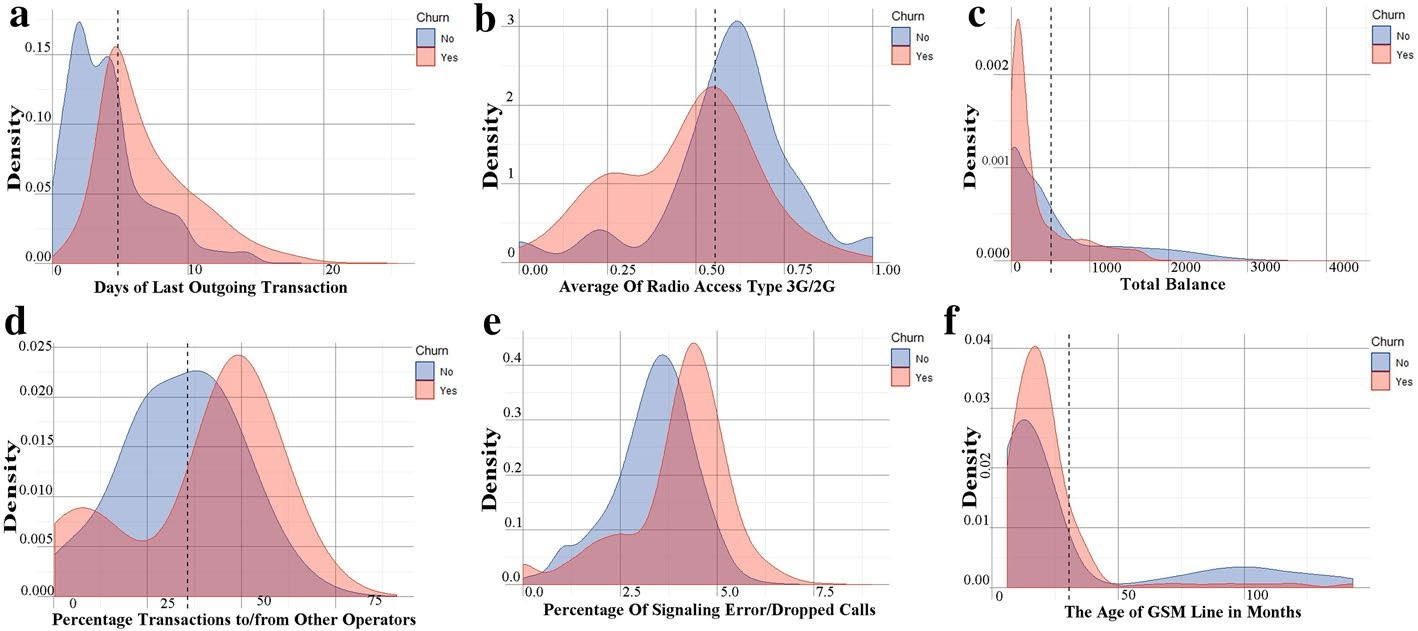 a
Churn
No
Yes
Density
0.15
0.10
0.05
0.00
0
10
20
Days of Last Outgoing Transaction
b
Churn
No
Yes
Density
3
2
1
0
0.00
0.25
0.50
0.75
1.00
Average Of Radio Access Type 3G/2G
c
Churn
No
Yes
Density
0.002
0.001
0.000
0
1000
2000
3000
4000
Total Balance
d
Churn
No
Yes
Density
0.025
0.020
0.015
0.010
0.005
0.000
0
25
50
75
Percentage Transactions to/from Other Operators
e
Churn
No
Yes
Density
0.4
0.3
0.2
0.1
0.0
0.0
2.5
5.0
7.5
Percentage Of Signaling Error/Dropped Calls
f
Churn
No
Yes
Density
0.04
0.03
0.02
0.01
0.00
0
50
100
The Age of GSM Line in Months